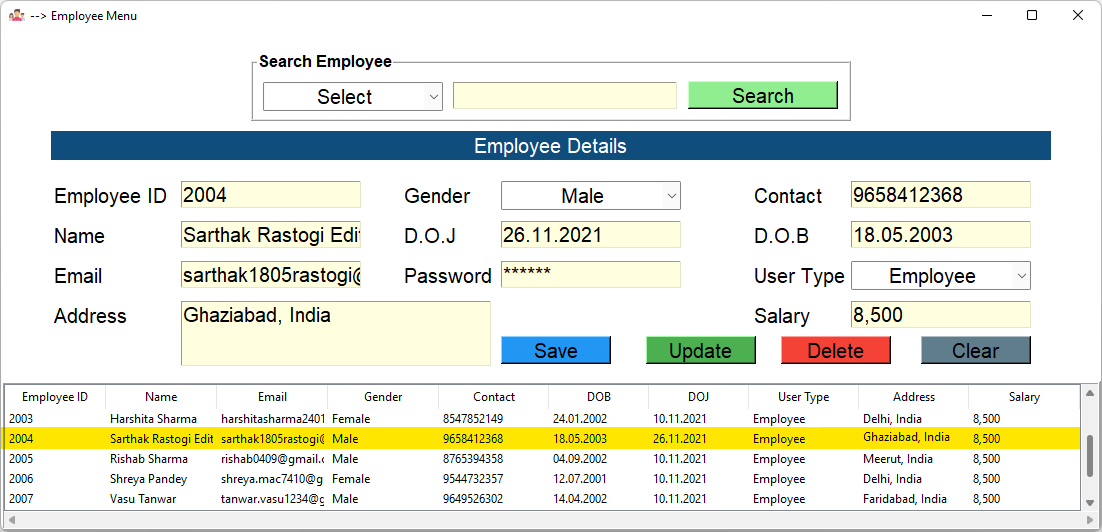 --> Employee Menu
Search Employee
Select Search
Employee Details
Employee ID 2004 Gender Male Contact 9658412368
Name Sarthak Rastogi Edit D.O.J 26.11.2021 D.O.B 18.05.2003
Email sarthak1805rastogi@ Password ****** User Type Employee
Address Ghaziabad, India Salary 8,500
Save Update Delete Clear
Employee ID Name Email Gender Contact DOB DOJ User Type Address Salary
2003 Harshita Sharma harshitasharma2401 Female 8547852149 24.01.2002 10.11.2021 Employee Delhi, India 8,500
2004 Sarthak Rastogi Edit sarthak1805rastogi@ Male 9658412368 18.05.2003 26.11.2021 Employee Ghaziabad, India 8,500
2005 Rishab Sharma rishab0409@gmail.c Male 8765394358 04.09.2002 10.11.2021 Employee Meerut, India 8,500
2006 Shreya Pandey shreya.mac7410@g Female 9544732357 12.07.2001 10.11.2021 Employee Delhi, India 8,500
2007 Vasu Tanwar tanwar.vasu1234@g Male 9649526302 14.04.2002 10.11.2021 Employee Faridabad, India 8,500